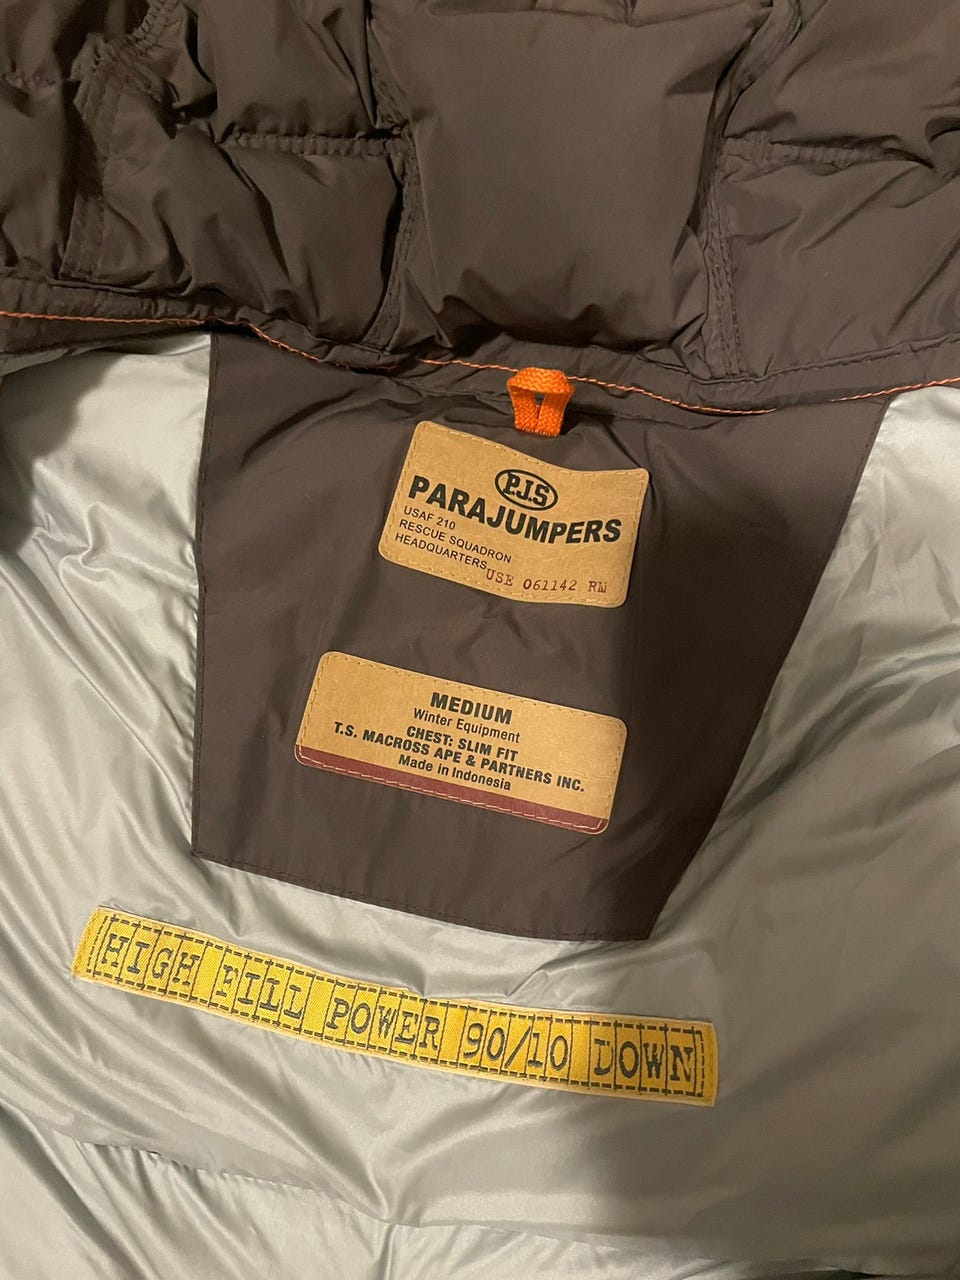 P.J.S
PARAJUMPERS
USAF 210
RESCUE SQUADRON
HEADQUARTERS
USE 061142 RM
MEDIUM
Winter Equipment
CHEST: SLIM FIT
T.S. MACROSS APE & PARTNERS INC.
Made in Indonesia
HIGH FILL POWER 90/10 DOWN